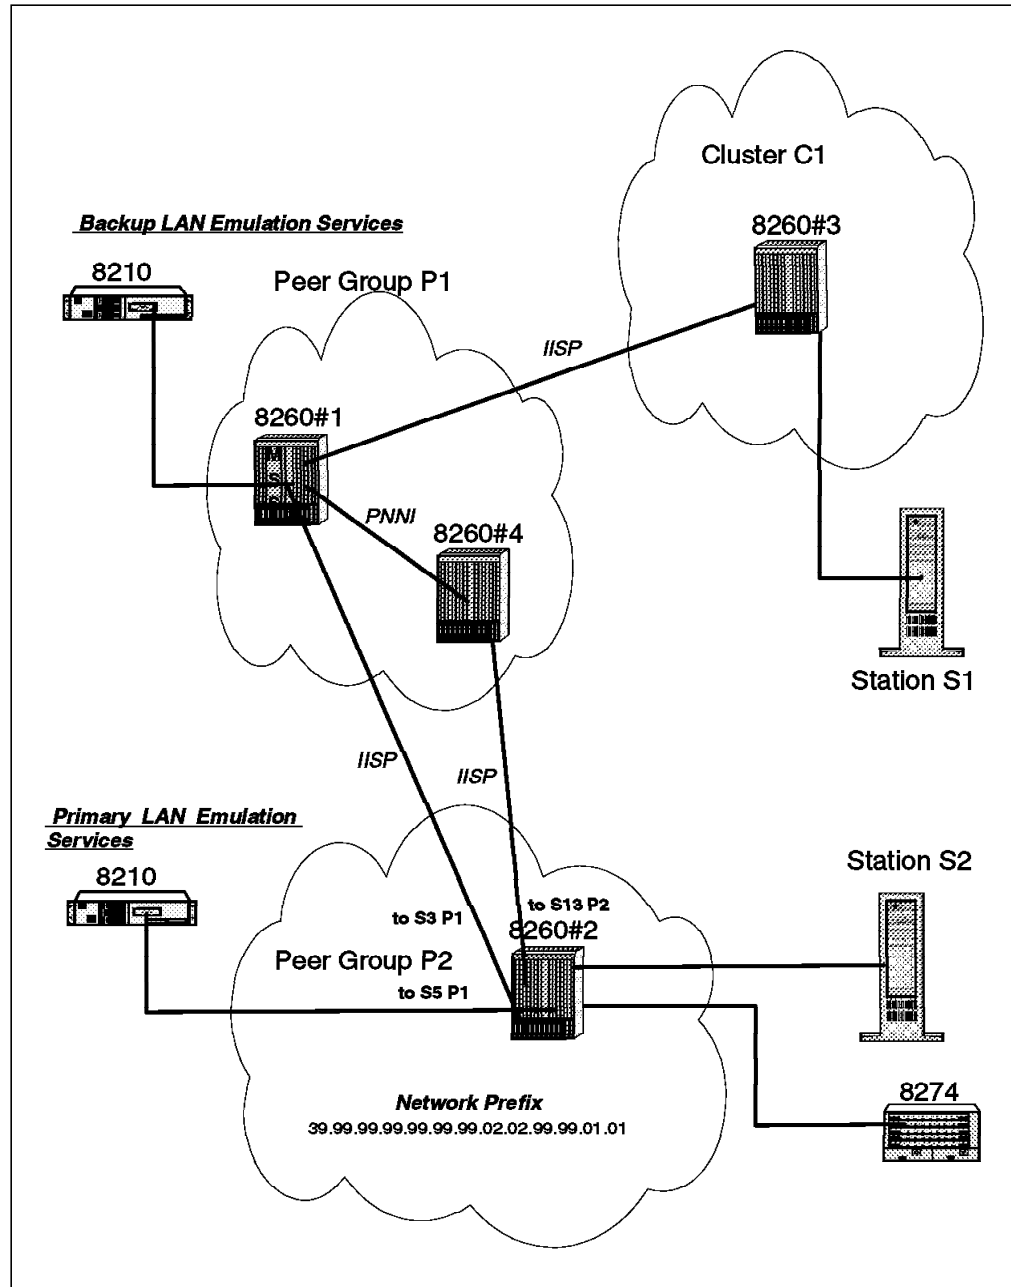 Cluster C1
8260#3
Backup LAN Emulation Services
8210
Peer Group P1
IISP
8260#1
M
S
PNNI
8260#4
Station S1
IISP
IISP
Primary LAN Emulation
Services
8210
Station S2
to S3 P1
to S13 P2
8260#2
Peer Group P2
to S5 P1
8274
Network Prefix
39.99.99.99.99.99.99.02.02.99.99.01.01